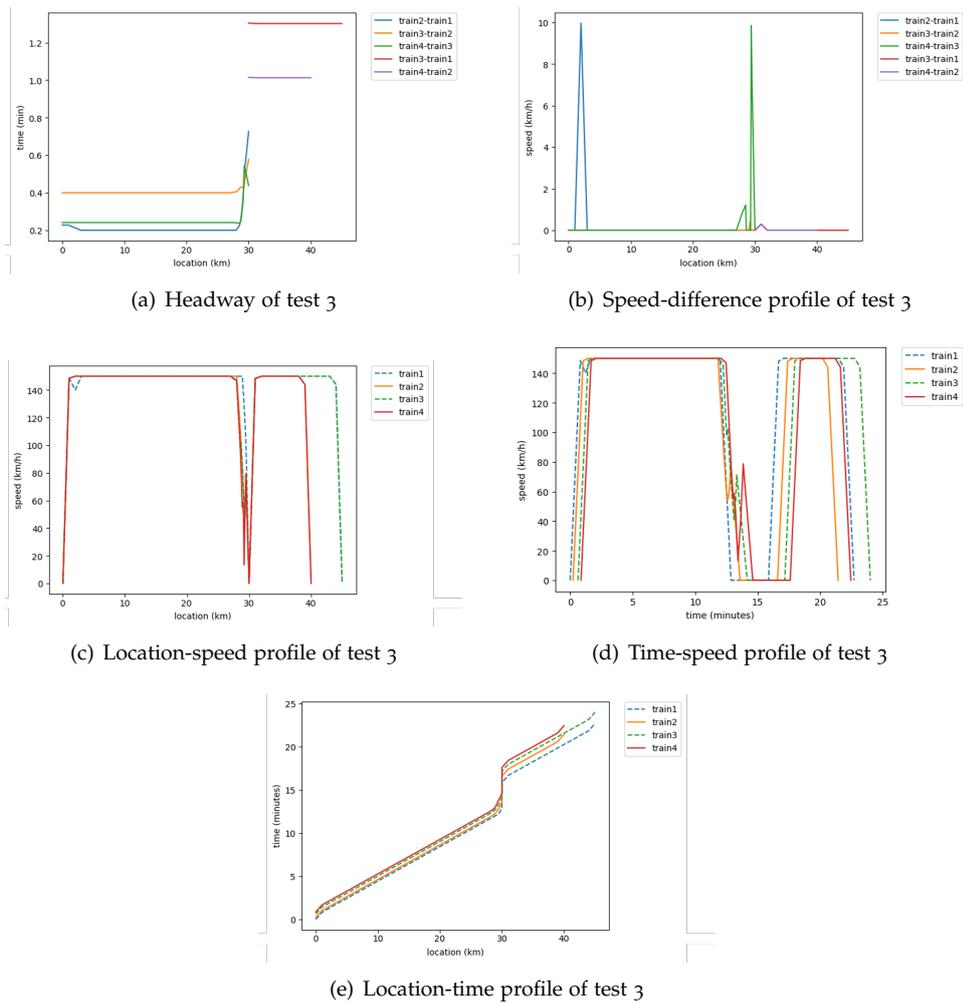 time (min)
1.2
1.0
0.8
0.6
0.4
0.2
0 10 20 30 40
location (km)
train2-train1
train3-train2
train4-train3
train3-train1
train4-train2
(a) Headway of test 3
speed (km/h)
10
8
6
4
2
0
0 10 20 30 40
location (km)
train2-train1
train3-train2
train4-train3
train3-train1
train4-train2
(b) Speed-difference profile of test 3
speed (km/h)
140
120
100
80
60
40
20
0
0 10 20 30 40
location (km)
train1
train2
train3
train4
(c) Location-speed profile of test 3
speed (km/h)
140
120
100
80
60
40
20
0
0 5 10 15 20 25
time (minutes)
train1
train2
train3
train4
(d) Time-speed profile of test 3
time (minutes)
25
20
15
10
5
0
0 10 20 30 40
location (km)
train1
train2
train3
train4
(e) Location-time profile of test 3